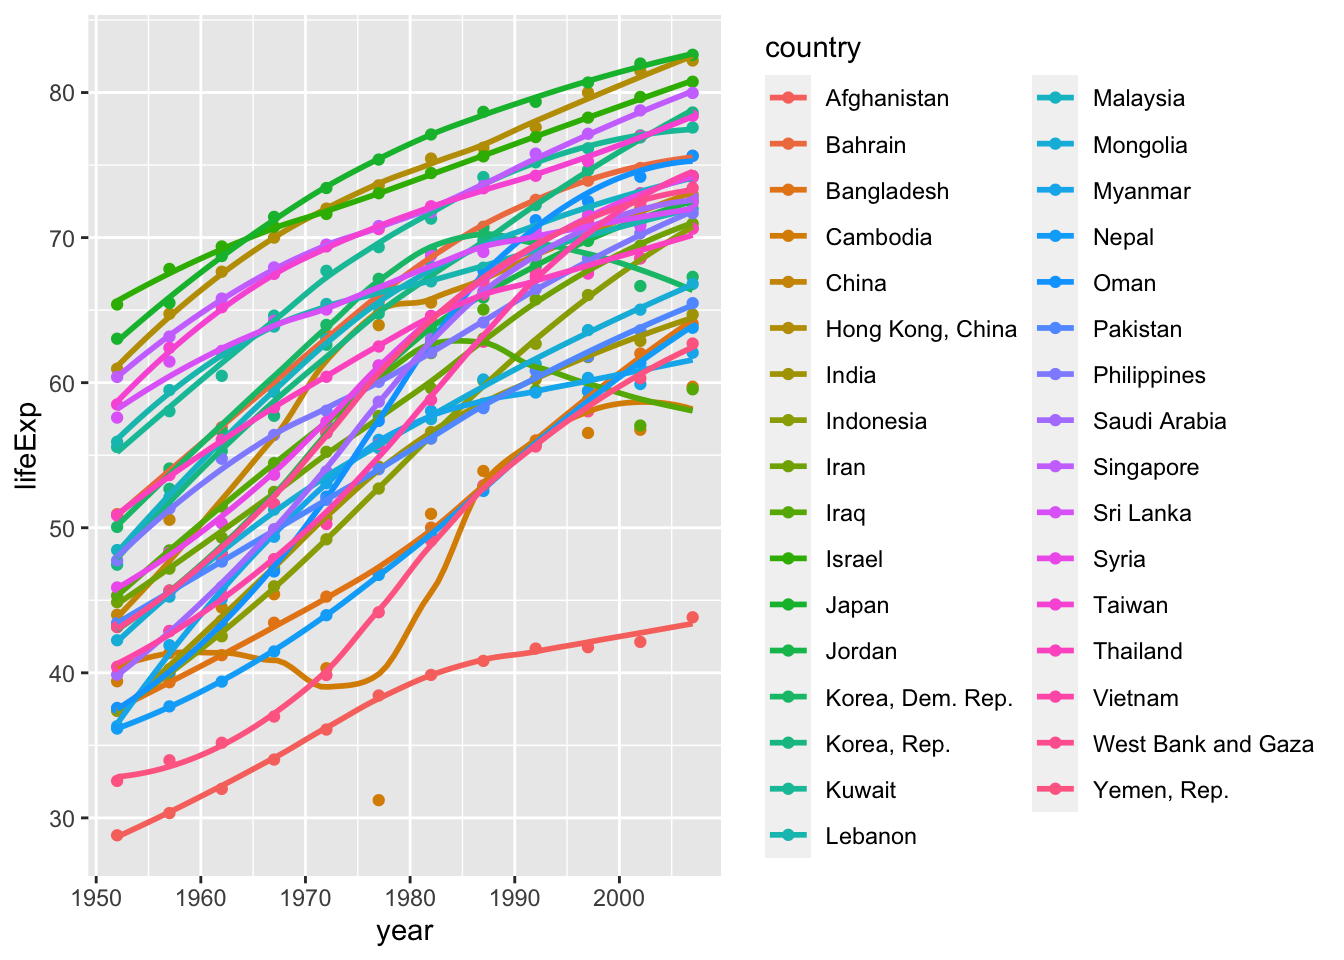 lifeExp
80
70
60
50
40
30
1950 1960 1970 1980 1990 2000
year
country
Afghanistan
Bahrain
Bangladesh
Cambodia
China
Hong Kong, China
India
Indonesia
Iran
Iraq
Israel
Japan
Jordan
Korea, Dem. Rep.
Korea, Rep.
Kuwait
Lebanon
Malaysia
Mongolia
Myanmar
Nepal
Oman
Pakistan
Philippines
Saudi Arabia
Singapore
Sri Lanka
Syria
Taiwan
Thailand
Vietnam
West Bank and Gaza
Yemen, Rep.